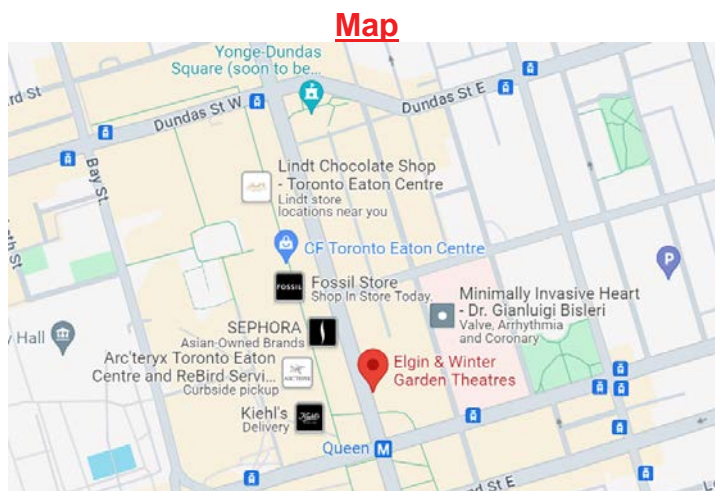 Map
Yonge-Dundas
Square (soon to be...
rd St
Dundas St W
Dundas St E
Bay St.
Lindt Chocolate Shop
- Toronto Eaton Centre
Lindt store
locations near you
CF Toronto Eaton Centre
FOSSIL
Fossil Store
Shop In Store Today.
P
Minimally Invasive Heart
- Dr. Gianluigi Bisleri
Valve, Arrhythmia
and Coronary
SEPHORA
Asian-Owned Brands
y Hall
Arc'teryx Toronto Eaton
Centre and ReBird Servi...
Curbside pickup
Elgin & Winter
Garden Theatres
Kiehl's
Delivery
Queen M
d St E